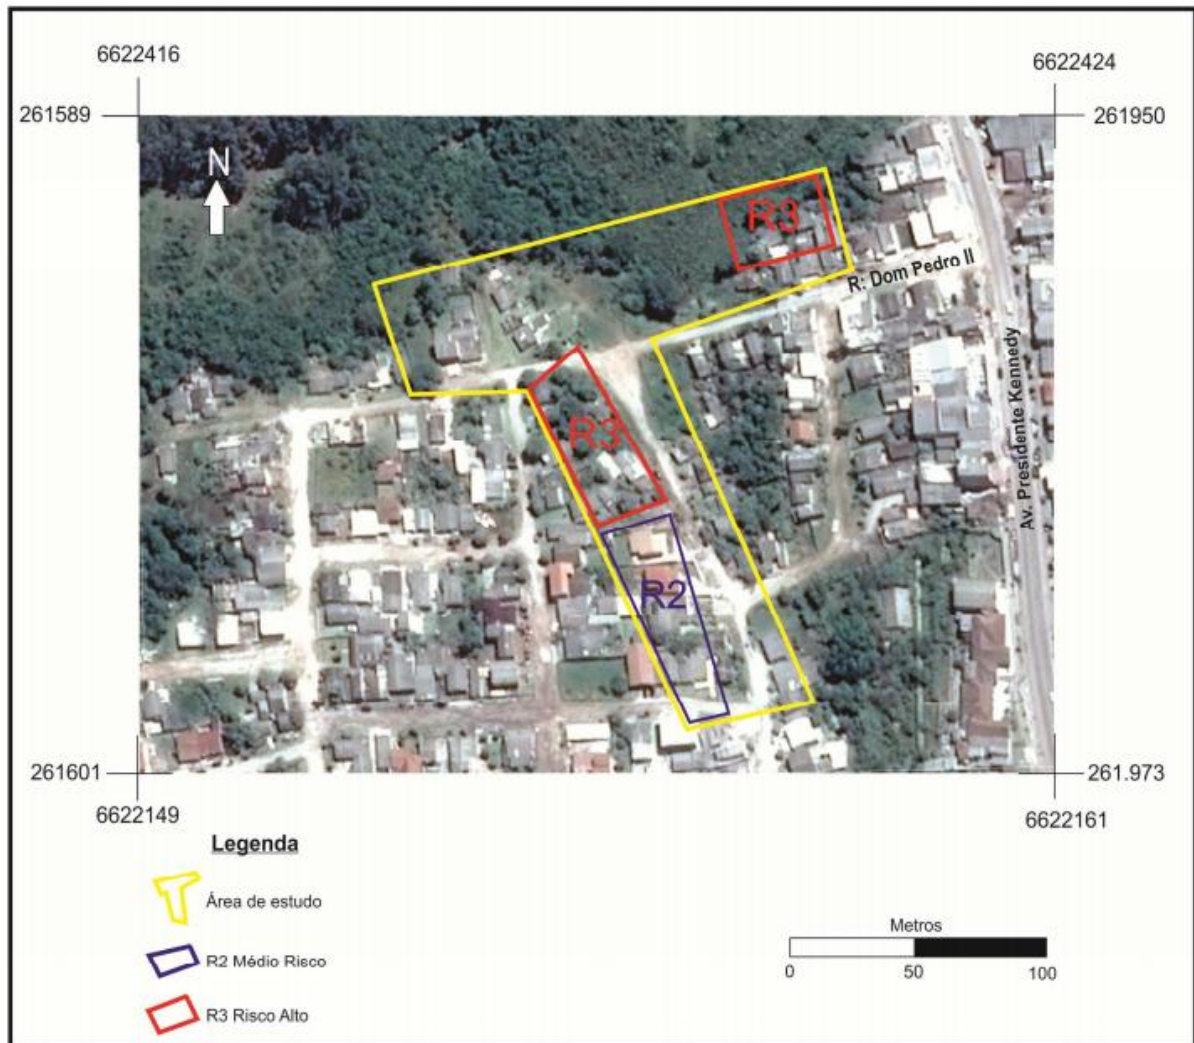 6622416
6622424
261589
261950
N
R3
R: Dom Pedro II
Av. Presidente Kennedy
R3
R2
261601
261.973
6622149
6622161
Legenda
Área de estudo
R2 Médio Risco
R3 Risco Alto
Metros
0 50 100